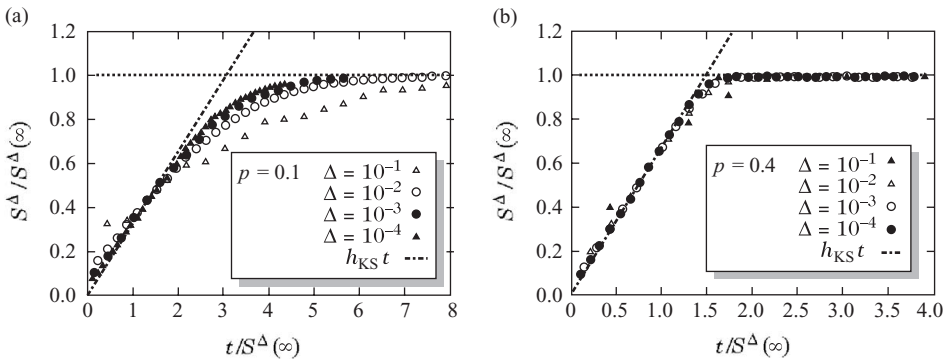 (a)
1.2
1.0
0.8
0.6
0.4
0.2
0.0
S^Δ/S^Δ(∞)
p = 0.1
Δ = 10⁻¹
Δ = 10⁻²
Δ = 10⁻³
Δ = 10⁻⁴
h_KS t
0 1 2 3 4 5 6 7 8
t/S^Δ(∞)
(b)
1.2
1.0
0.8
0.6
0.4
0.2
0.0
S^Δ/S^Δ(∞)
p = 0.4
Δ = 10⁻¹
Δ = 10⁻²
Δ = 10⁻³
Δ = 10⁻⁴
h_KS t
0 0.5 1.0 1.5 2.0 2.5 3.0 3.5 4.0
t/S^Δ(∞)